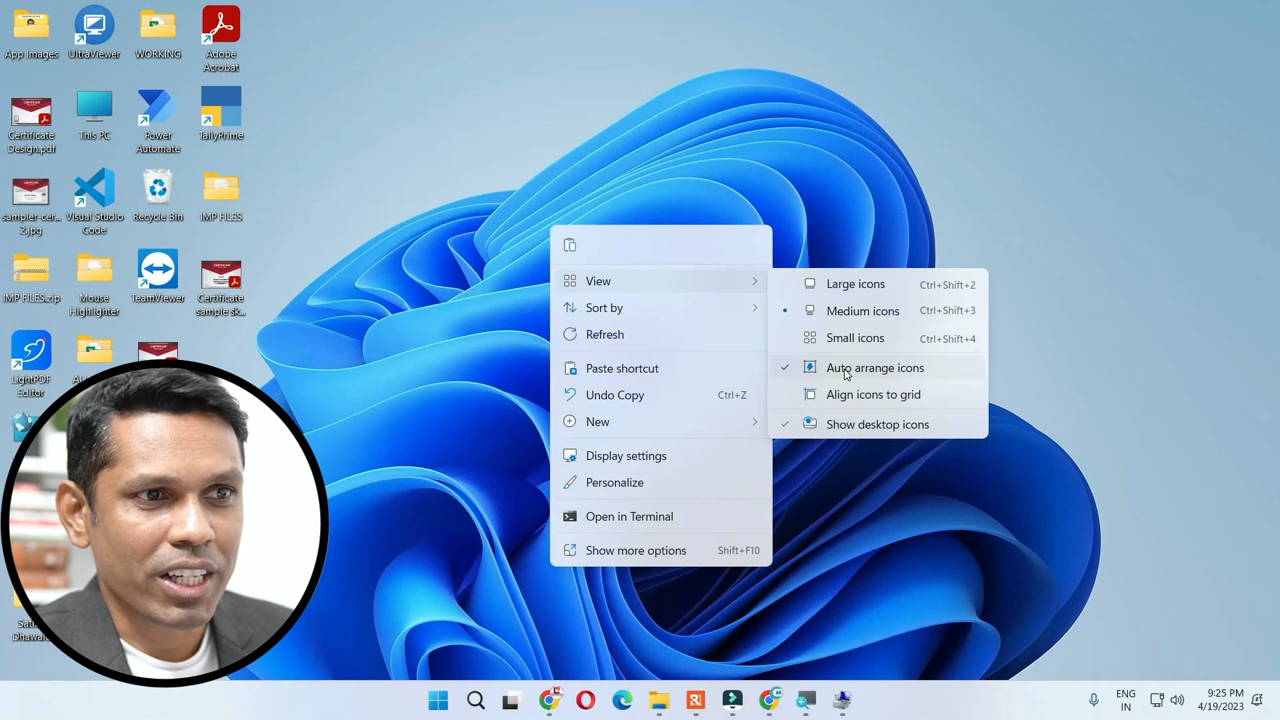 App Images
UltraViewer
WORKING
Adobe
Acrobat
Certificate
Design.pdf
This PC
Power
Automate
TallyPrime
sampler-cer...
2.jpg
Visual Studio
Code
Recycle Bin
IMP FILES
IMP FILES.zip
Mouse
Highlighter
TeamViewer
Certificate
sample sk...
LightPDF
Editor
View
Sort by
Refresh
Paste shortcut
Undo Copy Ctrl+Z
New
Display settings
Personalize
Open in Terminal
Show more options Shift+F10
Large icons Ctrl+Shift+2
Medium icons Ctrl+Shift+3
Small icons Ctrl+Shift+4
Auto arrange icons
Align icons to grid
Show desktop icons
ENG
IN
9:25 PM
4/19/2023